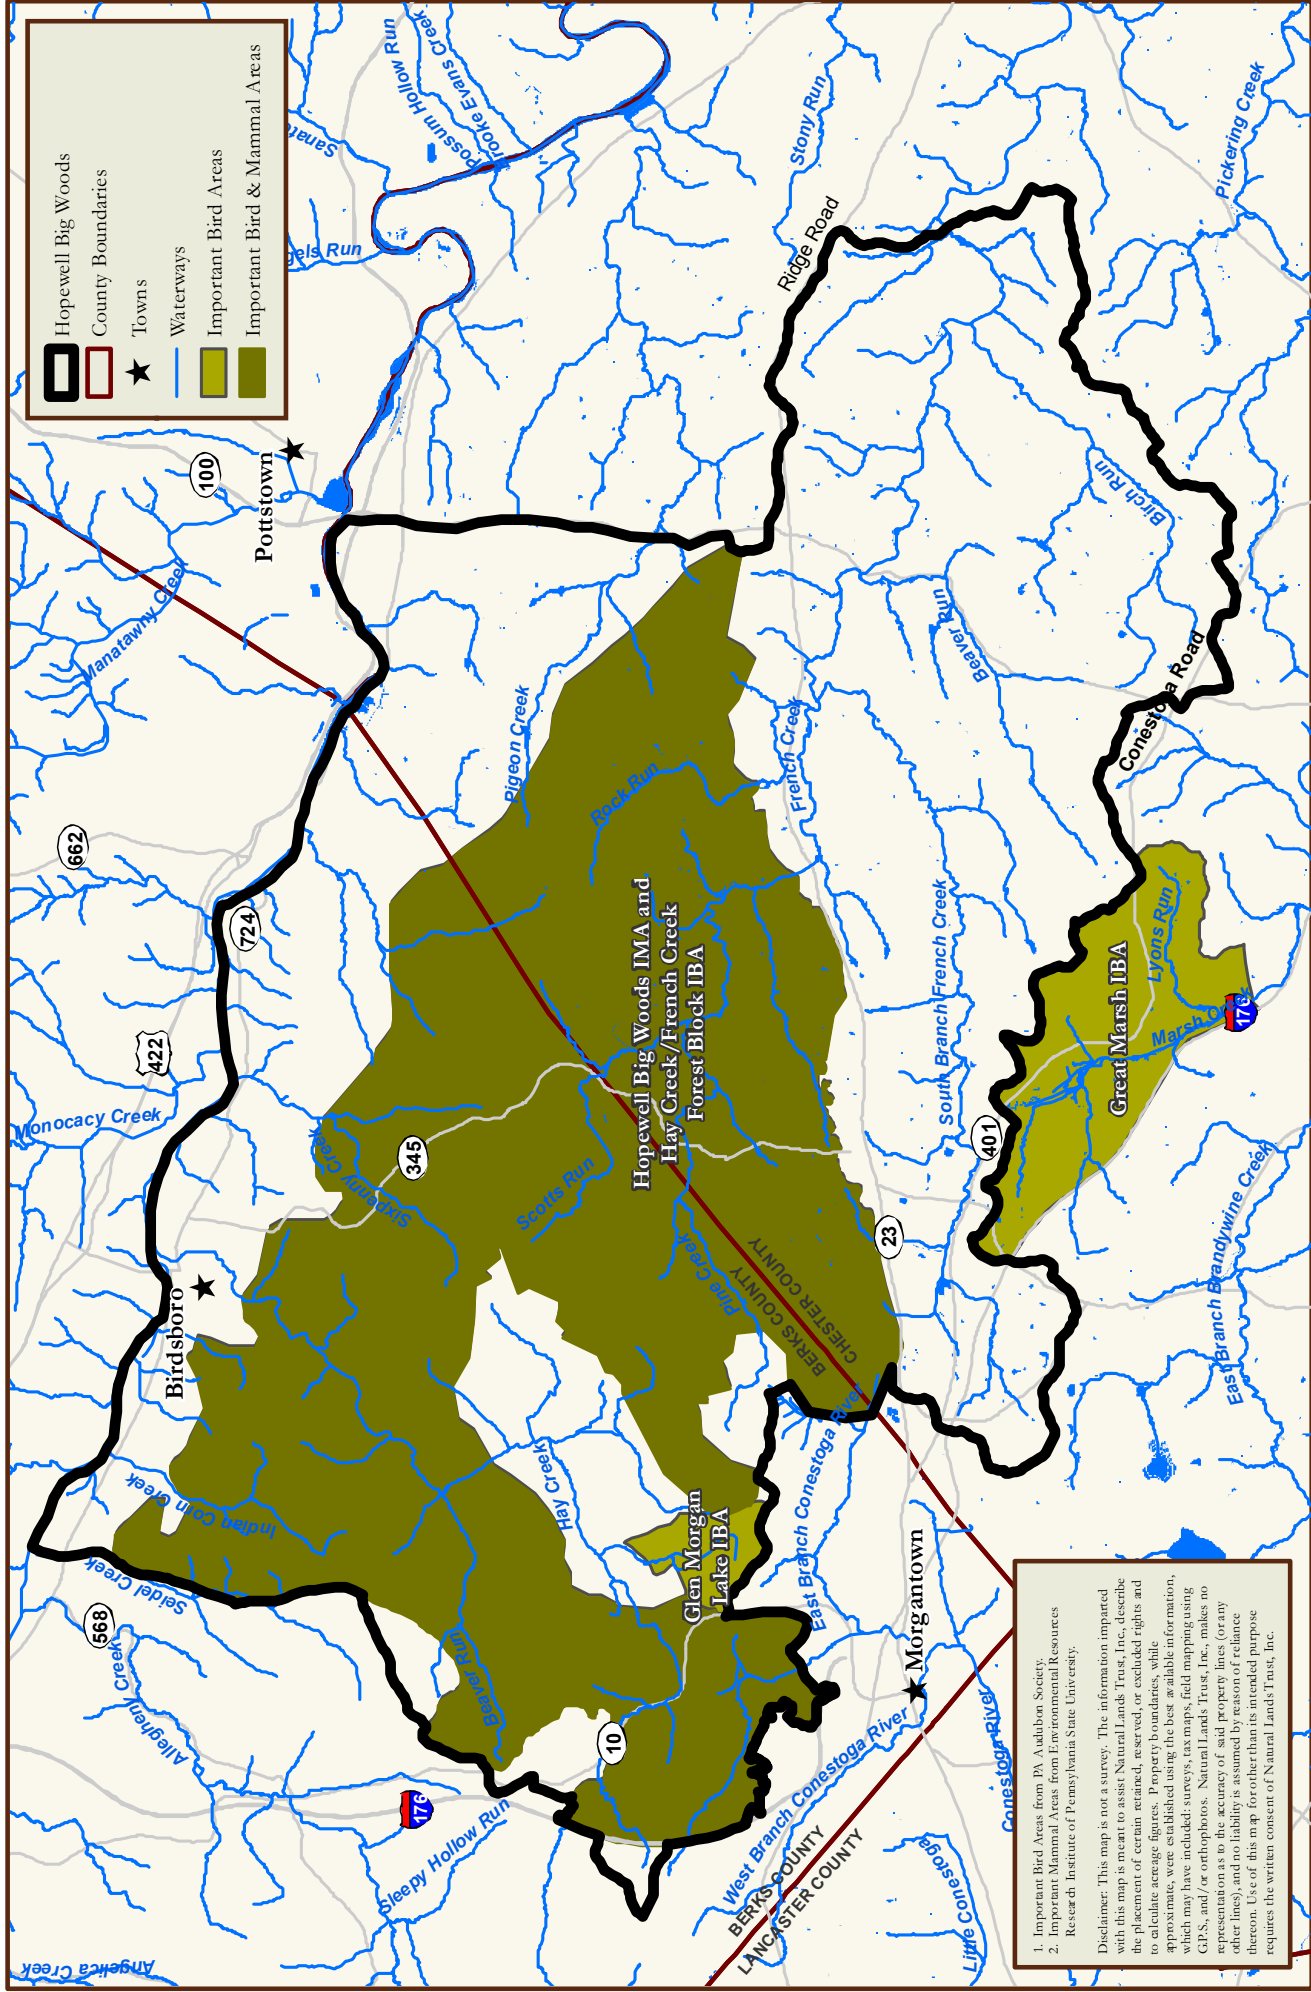 Hopewell Big Woods
County Boundaries
Towns
Waterways
Important Bird Areas
Important Bird & Mammal Areas
Angelica Creek
Allegheny Creek
568
Seidel Creek
Indian Corn Creek
Birdsboro
Monocacy Creek
422
724
662
Manatawny Creek
100
Pottstown
gels Run
Sanato
Possum Hollow Run
Brooke Evans Creek
Stony Run
Pickering Creek
Ridge Road
176
Sleepy Hollow Run
Beaver Run
10
Hay Creek
Sixpenny Creek
345
Scotts Run
Pine Creek
Rock Run
Pigeon Creek
French Creek
Hopewell Big Woods IMA and
Hay Creek/French Creek
Forest Block IBA
Glen Morgan
Lake IBA
BERKS COUNTY
CHESTER COUNTY
23
East Branch Conestoga River
Morgantown
West Branch Conestoga River
BERKS COUNTY
LANCASTER COUNTY
Little Conestoga
Conestoga River
South Branch French Creek
401
Beaver Run
Birch Run
Conestoga Road
Great Marsh IBA
Lyons Run
Marsh Creek
176
East Branch Brandywine Creek
1. Important Bird Areas from PA Audubon Society.
2. Important Mammal Areas from Environmental Resources
Research Institute of Pennsylvania State University.
Disclaimer: This map is not a survey. The information imparted
with this map is meant to assist Natural Lands Trust, Inc., describe
the placement of certain retained, reserved, or excluded rights and
to calculate acreage figures. Property boundaries, while
approximate, were established using the best available information,
which may have included: surveys, tax maps, field mapping using
G.P.S., and/or orthophotos. Natural Lands Trust, Inc., makes no
representation as to the accuracy of said property lines (or any
other lines), and no liability is assumed by reason of reliance
thereon. Use of this map for other than its intended purpose
requires the written consent of Natural Lands Trust, Inc.